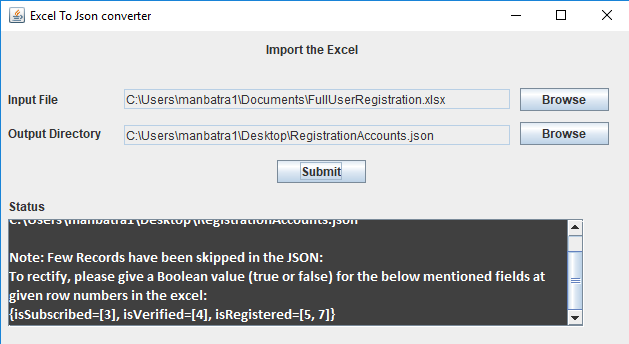 Excel To Json converter
Import the Excel
Input File C:\Users\manbatra1\Documents\FullUserRegistration.xlsx Browse
Output Directory C:\Users\manbatra1\Desktop\RegistrationAccounts.json Browse
Submit
Status
C:\Users\manbatra1\Desktop\RegistrationAccounts.json
Note: Few Records have been skipped in the JSON:
To rectify, please give a Boolean value (true or false) for the below mentioned fields at
given row numbers in the excel:
{isSubscribed=[3], isVerified=[4], isRegistered=[5, 7]}